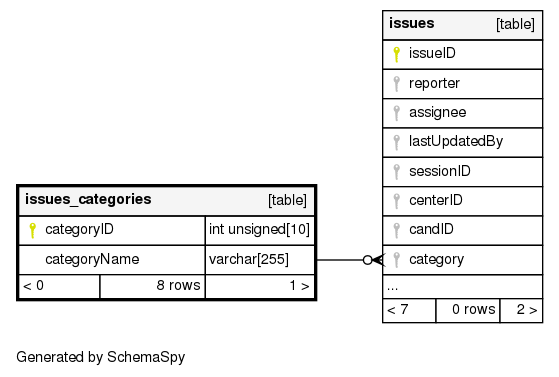 issues [table]
issueID
reporter
assignee
lastUpdatedBy
sessionID
centerID
candID
category
...
< 7 0 rows 2 >
issues_categories [table]
categoryID int unsigned[10]
categoryName varchar[255]
< 0 8 rows 1 >
Generated by SchemaSpy